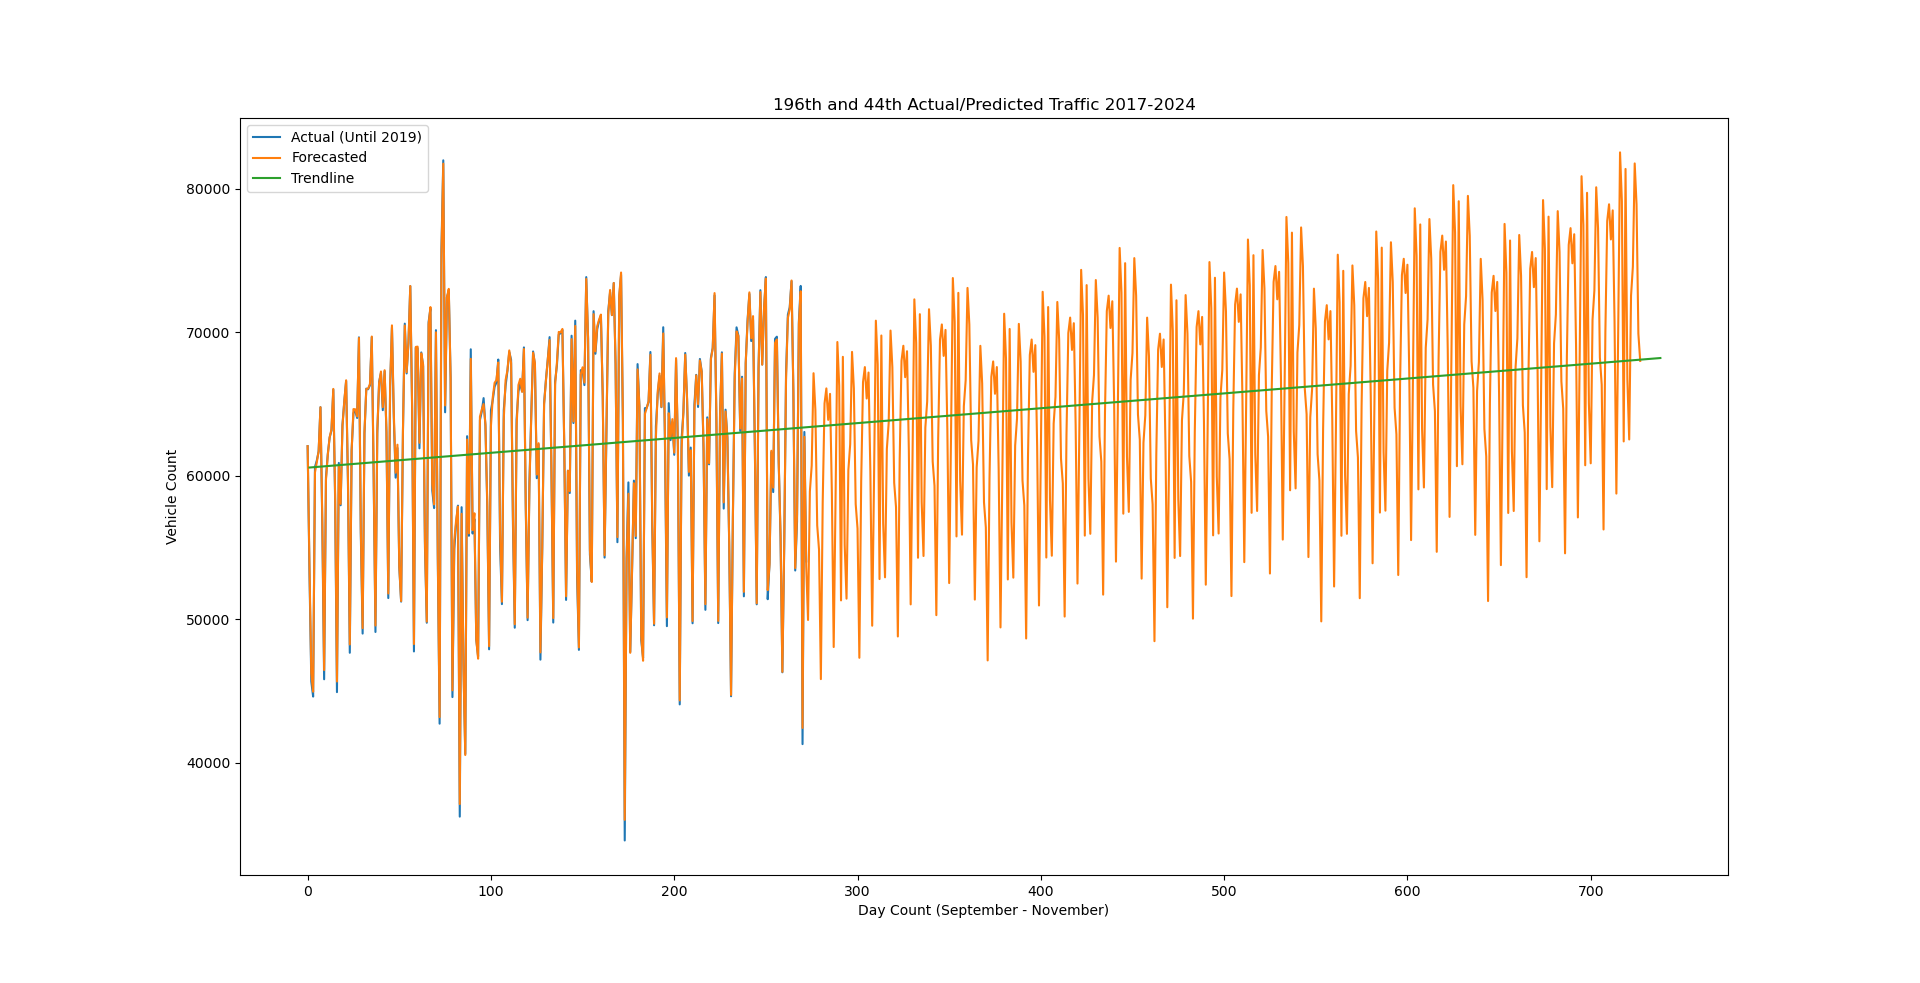 196th and 44th Actual/Predicted Traffic 2017-2024
Actual (Until 2019)
Forecasted
Trendline
80000
70000
60000
50000
40000
Vehicle Count
0 100 200 300 400 500 600 700
Day Count (September - November)